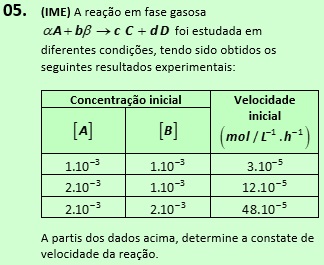 05. (IME) A reação em fase gasosa
αA + bβ → c C + d D foi estudada em
diferentes condições, tendo sido obtidos os
seguintes resultados experimentais:
Concentração inicial Velocidade inicial (mol / L⁻¹ .h⁻¹)
[A] [B]
1.10⁻³ 1.10⁻³ 3.10⁻⁵
2.10⁻³ 1.10⁻³ 12.10⁻⁵
2.10⁻³ 2.10⁻³ 48.10⁻⁵
A partis dos dados acima, determine a constate de
velocidade da reação.